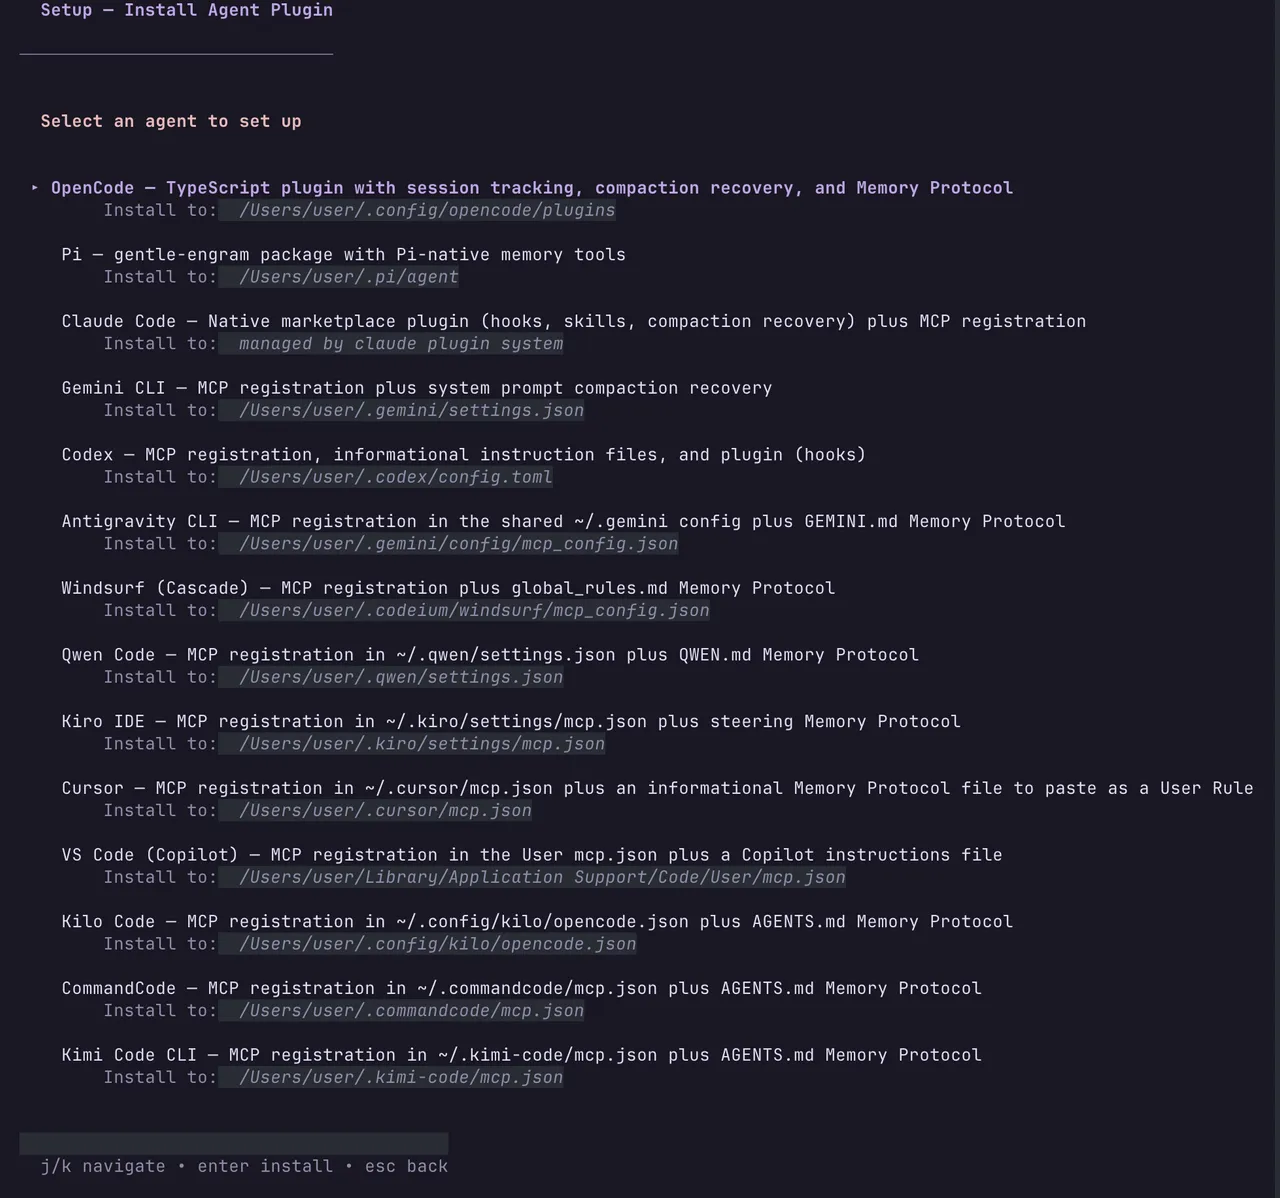 Setup — Install Agent Plugin
Select an agent to set up
▸ OpenCode — TypeScript plugin with session tracking, compaction recovery, and Memory Protocol
Install to: /Users/user/.config/opencode/plugins
Pi — gentle-engram package with Pi-native memory tools
Install to: /Users/user/.pi/agent
Claude Code — Native marketplace plugin (hooks, skills, compaction recovery) plus MCP registration
Install to: managed by claude plugin system
Gemini CLI — MCP registration plus system prompt compaction recovery
Install to: /Users/user/.gemini/settings.json
Codex — MCP registration, informational instruction files, and plugin (hooks)
Install to: /Users/user/.codex/config.toml
Antigravity CLI — MCP registration in the shared ~/.gemini config plus GEMINI.md Memory Protocol
Install to: /Users/user/.gemini/config/mcp_config.json
Windsurf (Cascade) — MCP registration plus global_rules.md Memory Protocol
Install to: /Users/user/.codeium/windsurf/mcp_config.json
Qwen Code — MCP registration in ~/.qwen/settings.json plus QWEN.md Memory Protocol
Install to: /Users/user/.qwen/settings.json
Kiro IDE — MCP registration in ~/.kiro/settings/mcp.json plus steering Memory Protocol
Install to: /Users/user/.kiro/settings/mcp.json
Cursor — MCP registration in ~/.cursor/mcp.json plus an informational Memory Protocol file to paste as a User Rule
Install to: /Users/user/.cursor/mcp.json
VS Code (Copilot) — MCP registration in the User mcp.json plus a Copilot instructions file
Install to: /Users/user/Library/Application Support/Code/User/mcp.json
Kilo Code — MCP registration in ~/.config/kilo/opencode.json plus AGENTS.md Memory Protocol
Install to: /Users/user/.config/kilo/opencode.json
CommandCode — MCP registration in ~/.commandcode/mcp.json plus AGENTS.md Memory Protocol
Install to: /Users/user/.commandcode/mcp.json
Kimi Code CLI — MCP registration in ~/.kimi-code/mcp.json plus AGENTS.md Memory Protocol
Install to: /Users/user/.kimi-code/mcp.json
j/k navigate • enter install • esc back